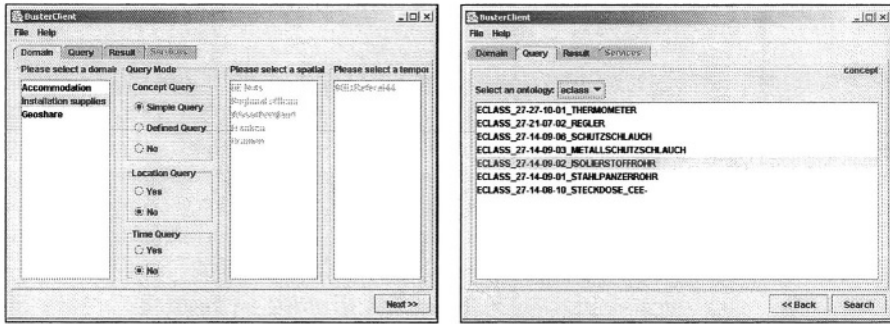 BusterClient
File Help
Domain Query Result Services
Please select a domair
Accommodation
Installation supplies
Geoshare
Query Mode
Concept Query
Simple Query
Defined Query
No
Location Query
Yes
No
Time Query
Yes
No
Please select a spatial
Franken
Please select a tempor
Next >>
BusterClient
File Help
Domain Query Result Services
concept
Select an ontology: eclass
ECLASS_27-27-10-01_THERMOMETER
ECLASS_27-21-07-02_REGLER
ECLASS_27-14-09-06_SCHUTZSCHLAUCH
ECLASS_27-14-09-03_METALLSCHUTZSCHLAUCH
ECLASS_27-14-09-02_ISOLIERSTOFFROHR
ECLASS_27-14-09-01_STAHLPANZERROHR
ECLASS_27-14-08-10_STECKDOSE_CEE-
<< Back Search